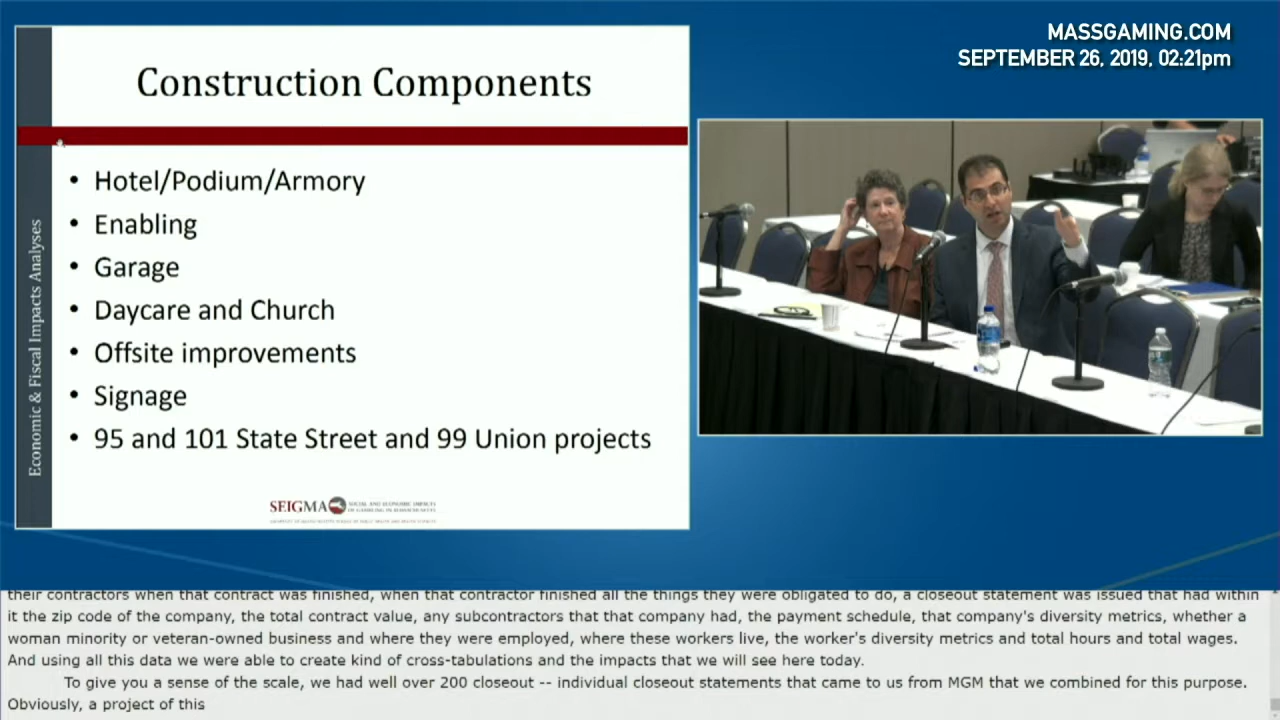 MASSGAMING.COM
SEPTEMBER 26, 2019, 02:21pm
Construction Components
• Hotel/Podium/Armory
• Enabling
• Garage
• Daycare and Church
• Offsite improvements
• Signage
• 95 and 101 State Street and 99 Union projects
Economic & Fiscal Impacts Analyses
SEIGMA SOCIAL AND ECONOMIC IMPACTS
OF GAMBLING IN MASSACHUSETTS
their contractors when that contract was finished, when that contractor finished all the things they were obligated to do, a closeout statement was issued that had within
it the zip code of the company, the total contract value, any subcontractors that that company had, the payment schedule, that company's diversity metrics, whether a
woman minority or veteran-owned business and where they were employed, where these workers live, the worker's diversity metrics and total hours and total wages.
And using all this data we were able to create kind of cross-tabulations and the impacts that we will see here today.
To give you a sense of the scale, we had well over 200 closeout -- individual closeout statements that came to us from MGM that we combined for this purpose.
Obviously, a project of this